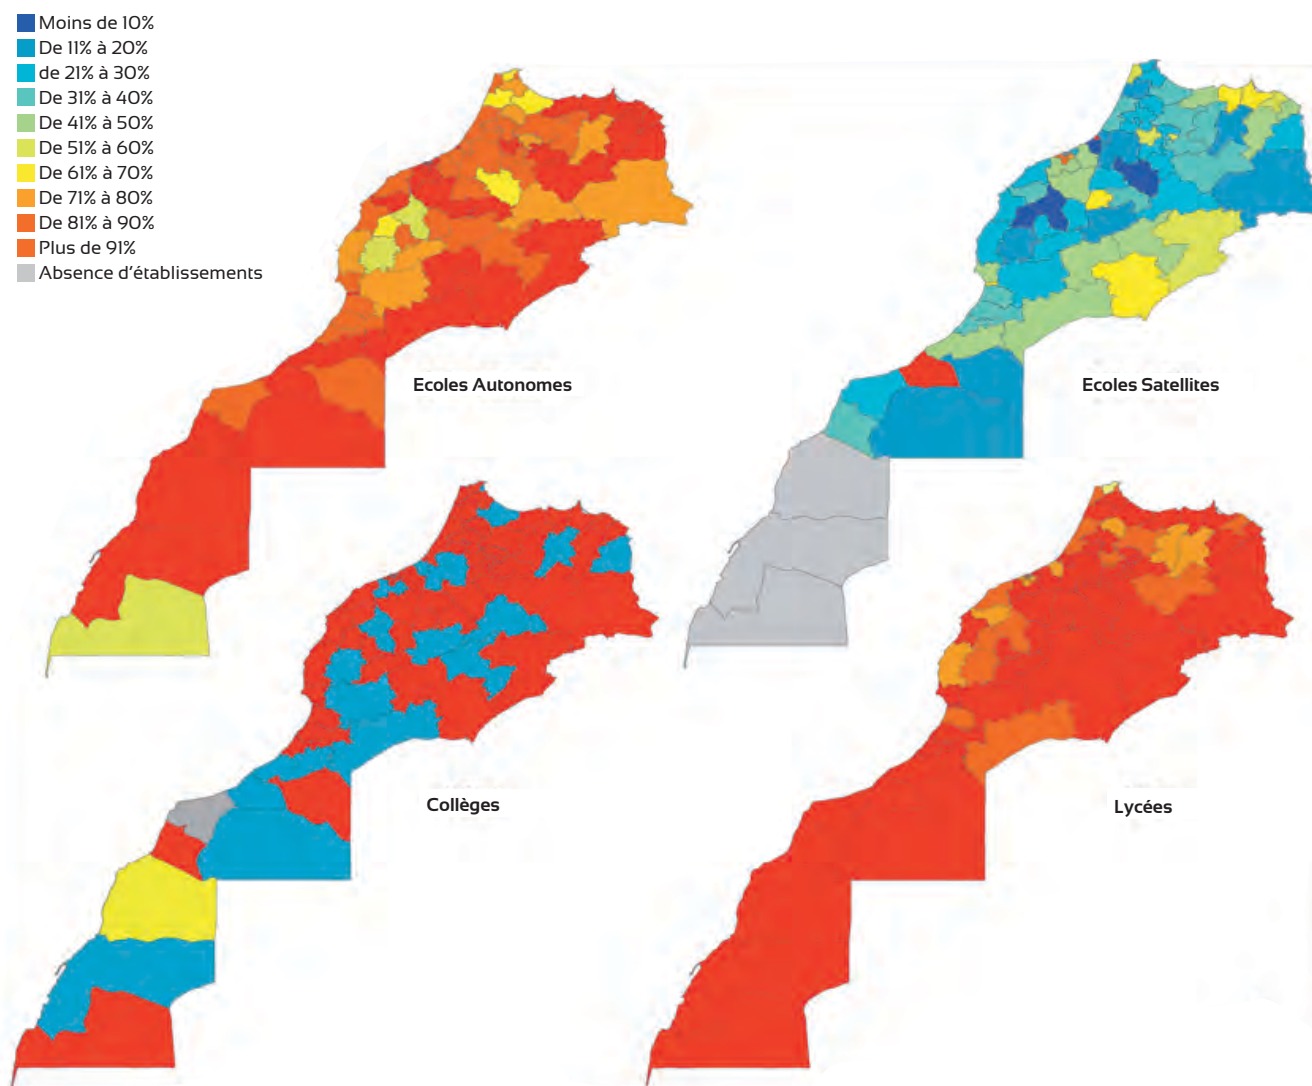 Moins de 10%
De 11% à 20%
de 21% à 30%
De 31% à 40%
De 41% à 50%
De 51% à 60%
De 61% à 70%
De 71% à 80%
De 81% à 90%
Plus de 91%
Absence d'établissements
Ecoles Autonomes
Ecoles Satellites
Collèges
Lycées